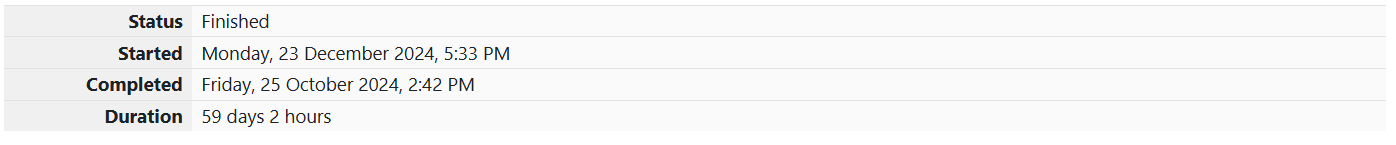 Status Finished
Started Monday, 23 December 2024, 5:33 PM
Completed Friday, 25 October 2024, 2:42 PM
Duration 59 days 2 hours